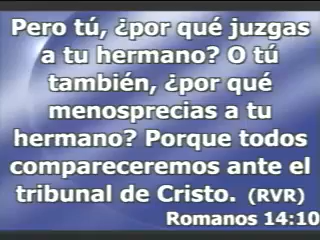 Pero tú, ¿por qué juzgas
a tu hermano? O tú
también, ¿por qué
menosprecias a tu
hermano? Porque todos
compareceremos ante el
tribunal de Cristo. (RVR)
Romanos 14:10